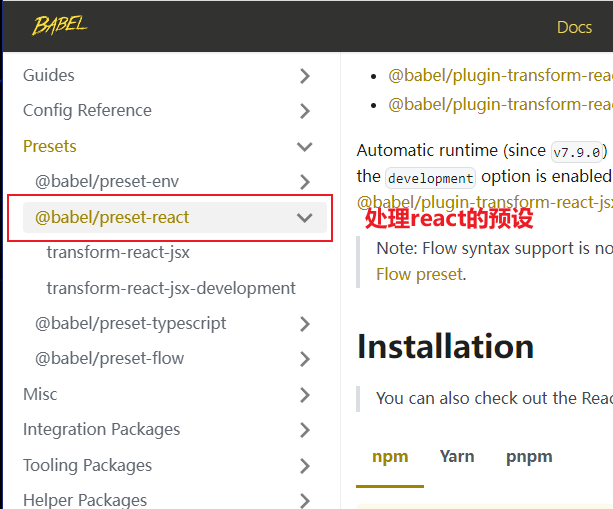 BABEL
Docs
Guides
Config Reference
Presets
@babel/preset-env
@babel/preset-react
transform-react-jsx
transform-react-jsx-development
@babel/preset-typescript
@babel/preset-flow
Misc
Integration Packages
Tooling Packages
Helper Packages
@babel/plugin-transform-rea
@babel/plugin-transform-rea
Automatic runtime (since v7.9.0)
the development option is enabled
@babel/plugin-transform-react-jsx
处理react的预设
Note: Flow syntax support is no
Flow preset.
Installation
You can also check out the Reac
npm Yarn pnpm